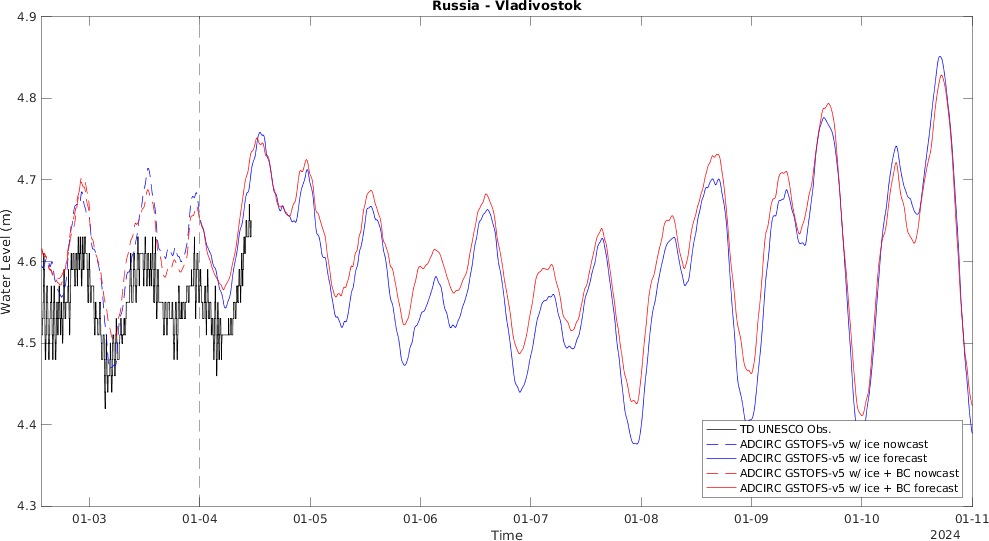 Russia - Vladivostok
Water Level (m)
4.9
4.8
4.7
4.6
4.5
4.4
4.3
TD UNESCO Obs.
ADCIRC GSTOFS-v5 w/ ice nowcast
ADCIRC GSTOFS-v5 w/ ice forecast
ADCIRC GSTOFS-v5 w/ ice + BC nowcast
ADCIRC GSTOFS-v5 w/ ice + BC forecast
01-03 01-04 01-05 01-06 01-07 01-08 01-09 01-10 01-11
Time
2024